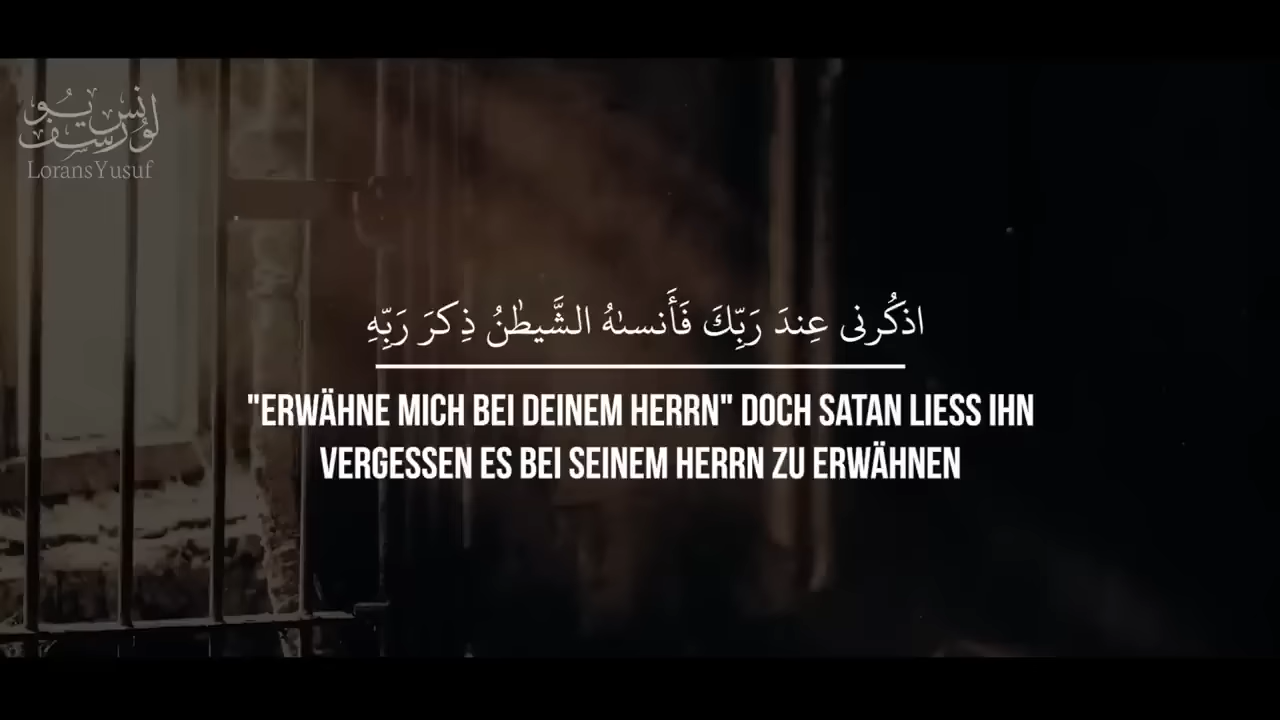 لورانس يوسف
LoransYusuf
اذكُرنى عِندَ رَبِّكَ فَأَنسىٰهُ الشَّيطٰنُ ذِكرَ رَبِّهِ
"ERWÄHNE MICH BEI DEINEM HERRN" DOCH SATAN LIESS IHN
VERGESSEN ES BEI SEINEM HERRN ZU ERWÄHNEN